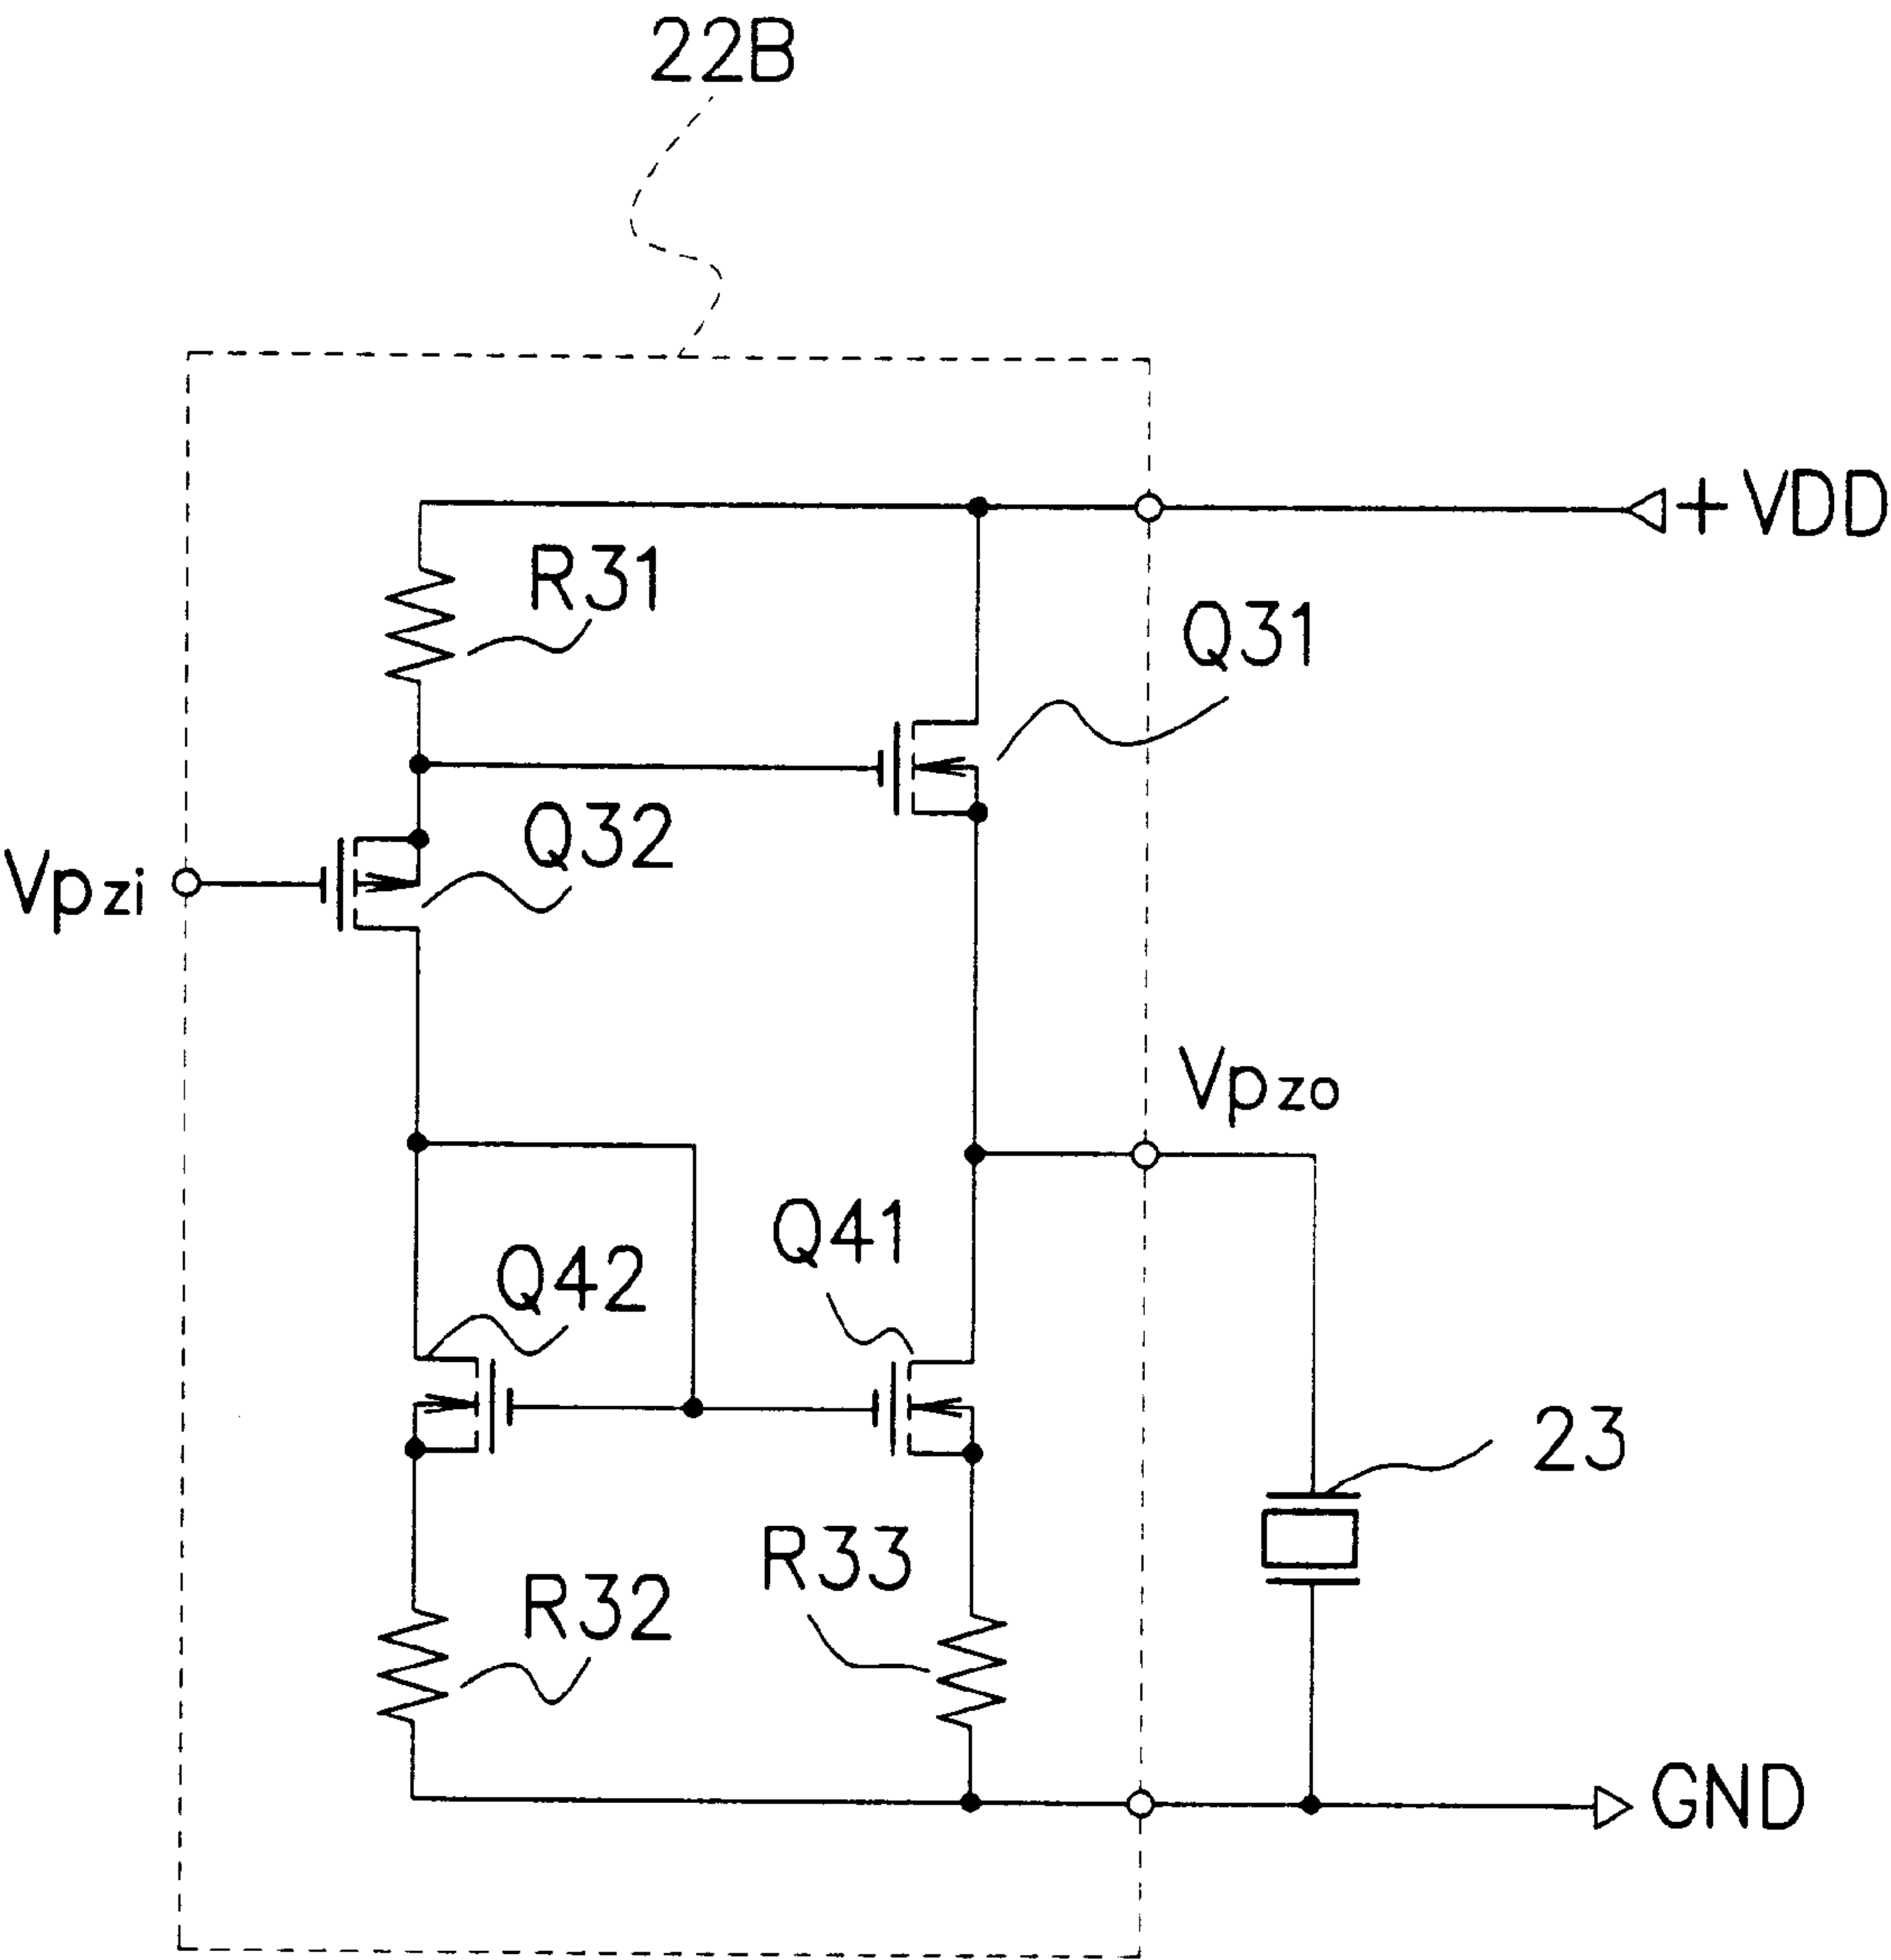 22B
+VDD
R31
Q31
Q32
Vpzi
Vpzo
Q41
Q42
23
R33
R32
GND